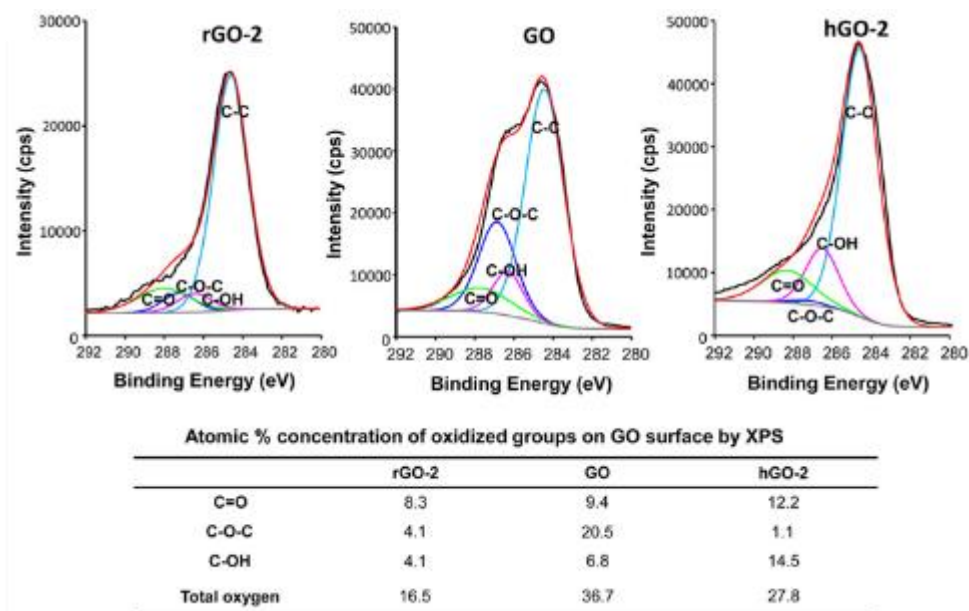 rGO-2
30000
20000
10000
0
Intensity (cps)
C-C
C-O-C
C=O
C-OH
292 290 288 286 284 282 280
Binding Energy (eV)
GO
50000
40000
30000
20000
10000
0
Intensity (cps)
C-C
C-O-C
C-OH
C=O
292 290 288 286 284 282 280
Binding Energy (eV)
hGO-2
50000
40000
30000
20000
10000
0
Intensity (cps)
C-C
C-OH
C=O
C-O-C
292 290 288 286 284 282 280
Binding Energy (eV)
Atomic % concentration of oxidized groups on GO surface by XPS
rGO-2 GO hGO-2
C=O 8.3 9.4 12.2
C-O-C 4.1 20.5 1.1
C-OH 4.1 6.8 14.5
Total oxygen 16.5 36.7 27.8